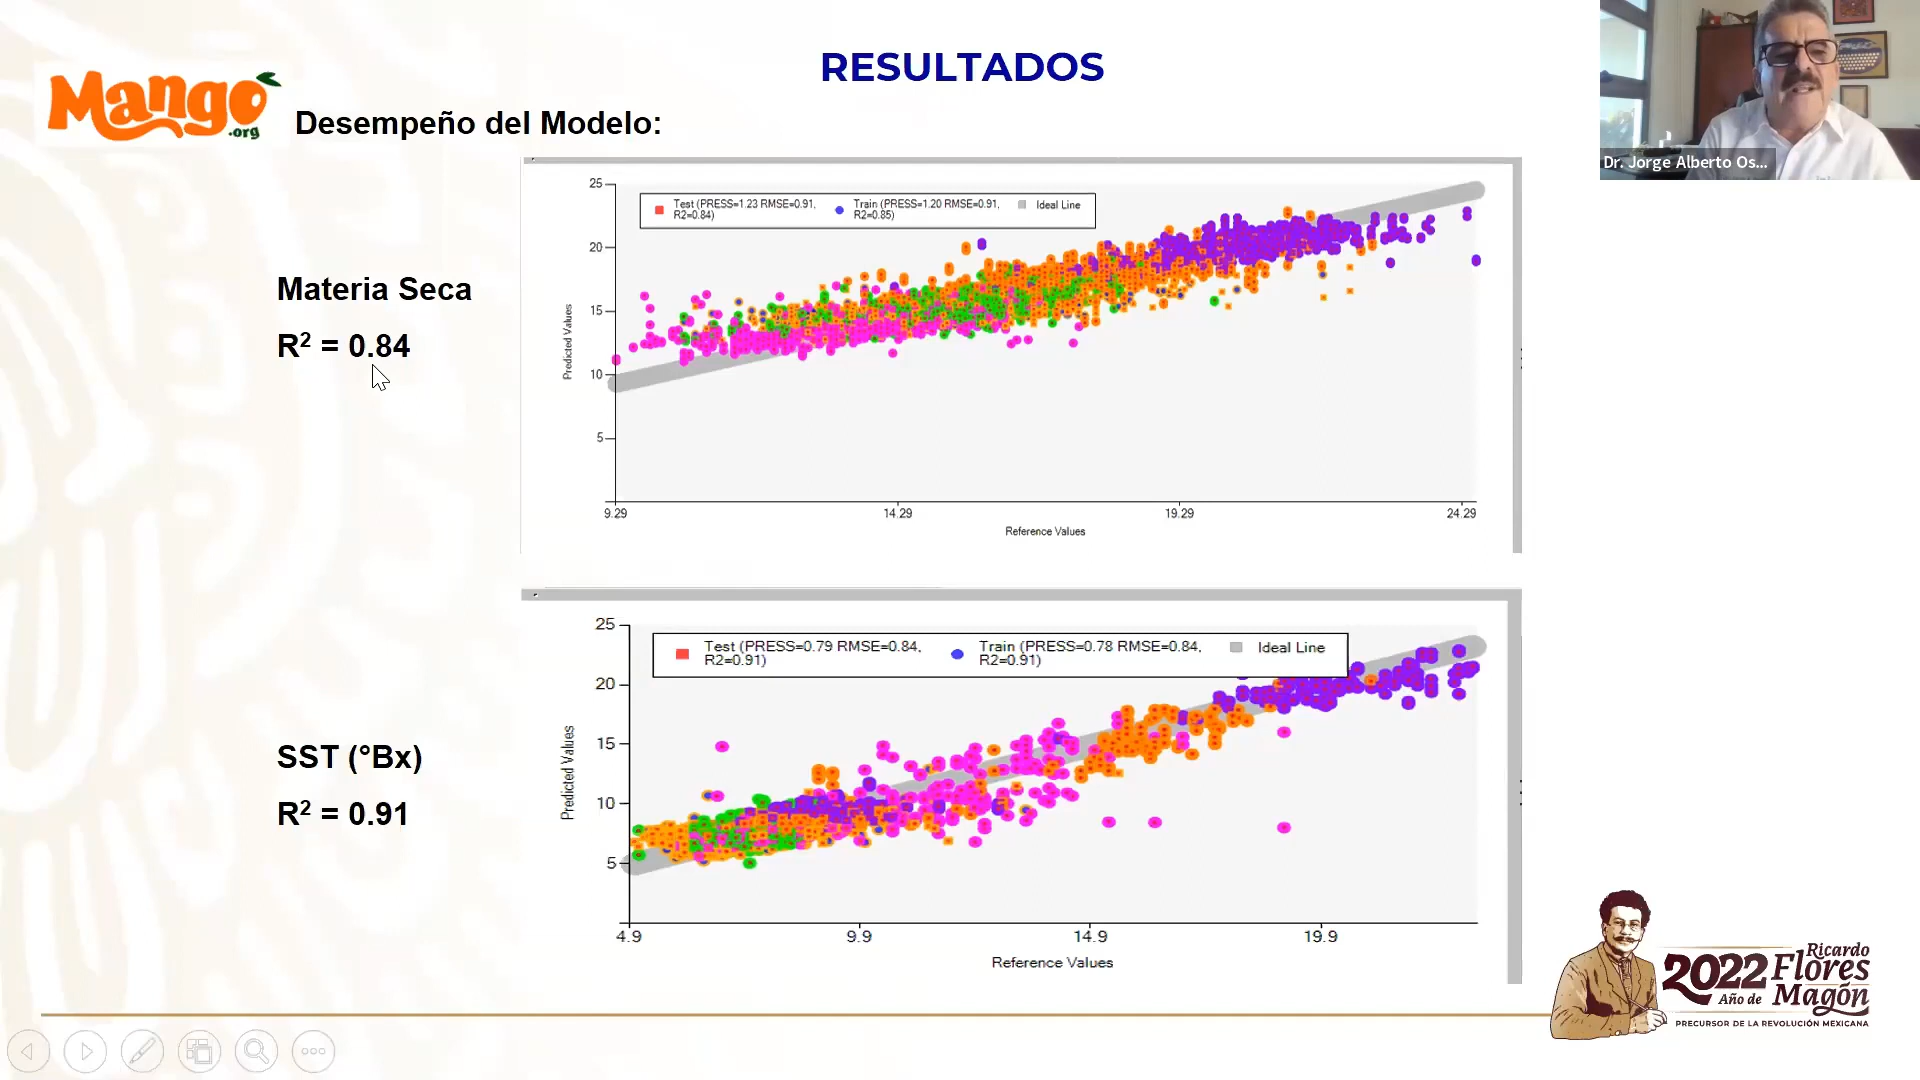 RESULTADOS
Mango
.org
Desempeño del Modelo:
Dr. Jorge Alberto Os...
Materia Seca
R² = 0.84
25
20
15
10
5
Predicted Values
Test (PRESS=1.23 RMSE=0.91,
R2=0.84)
Train (PRESS=1.20 RMSE=0.91,
R2=0.85)
Ideal Line
9.29
14.29
19.29
24.29
Reference Values
SST (°Bx)
R² = 0.91
25
20
15
10
5
Predicted Values
Test (PRESS=0.79 RMSE=0.84,
R2=0.91)
Train (PRESS=0.78 RMSE=0.84,
R2=0.91)
Ideal Line
4.9
9.9
14.9
19.9
Reference Values
2022
Año de
Ricardo
Flores
Magón
PRECURSOR DE LA REVOLUCIÓN MEXICANA